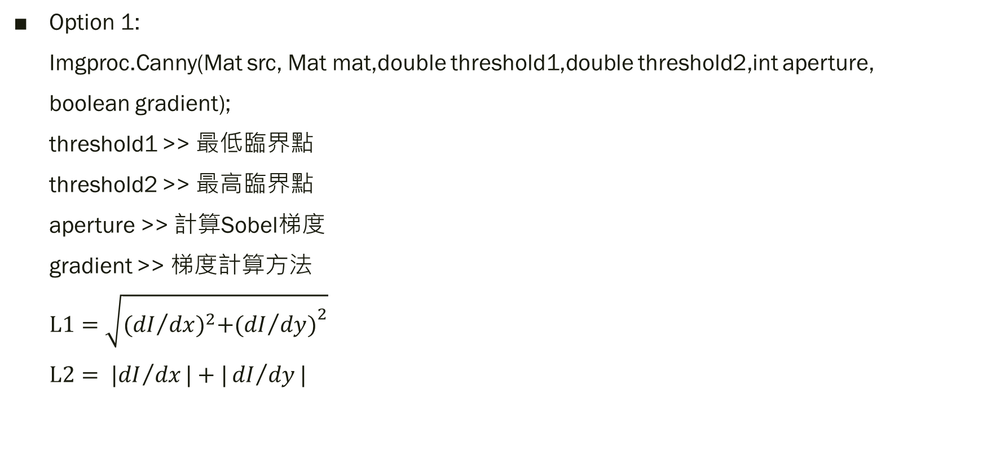 ■ Option 1:
Imgproc.Canny(Mat src, Mat mat,double threshold1,double threshold2,int aperture,
boolean gradient);
threshold1 >> 最低臨界點
threshold2 >> 最高臨界點
aperture >> 計算Sobel梯度
gradient >> 梯度計算方法
L1 = √(dI/dx)²+(dI/dy)²
L2 = |dI/dx| + |dI/dy|